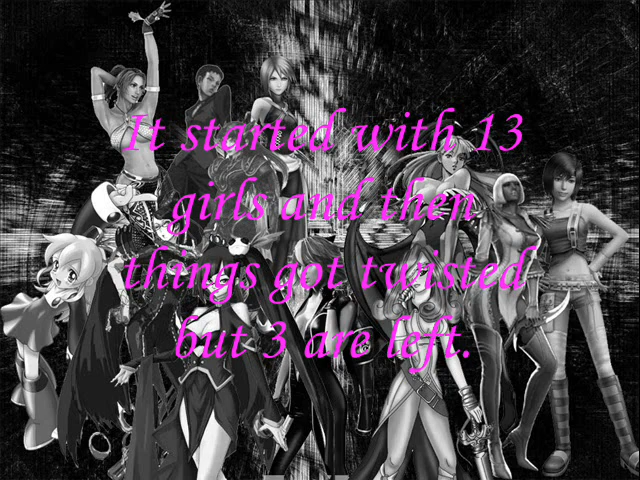 It started with 13
girls and then
things got twisted
but 3 are left.